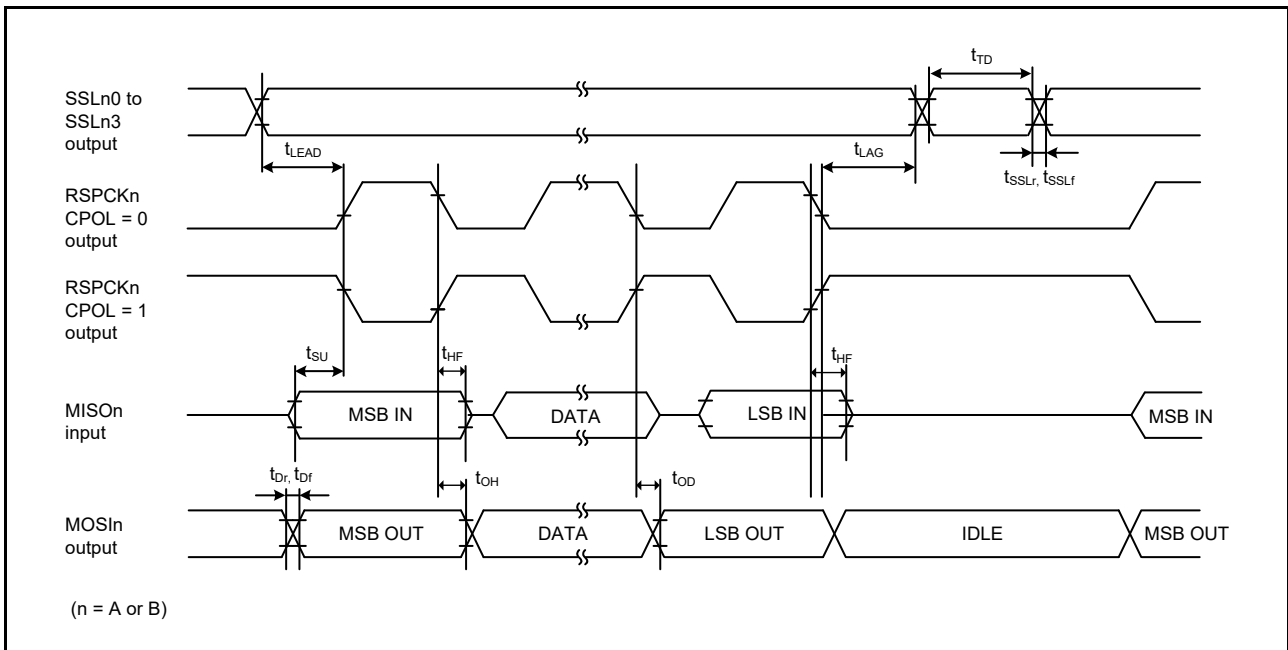 SSLn0 to
SSLn3
output
tTD
tLEAD
tLAG
tSSLr, tSSLf
RSPCKn
CPOL = 0
output
RSPCKn
CPOL = 1
output
tSU
tHF
tHF
MISOn
input
MSB IN
DATA
LSB IN
MSB IN
tDr, tDf
tOH
tOD
MOSIn
output
MSB OUT
DATA
LSB OUT
IDLE
MSB OUT
(n = A or B)